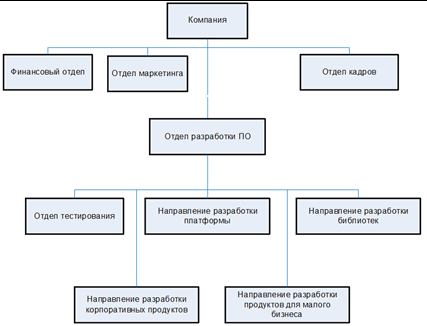 Компания
Финансовый отдел
Отдел маркетинга
Отдел кадров
Отдел разработки ПО
Отдел тестирования
Направление разработки
пплатформы
Направление разработки
библиотек
Направление разработки
корпоративных продуктов
Направление разработки
продуктов для малого
бизнеса